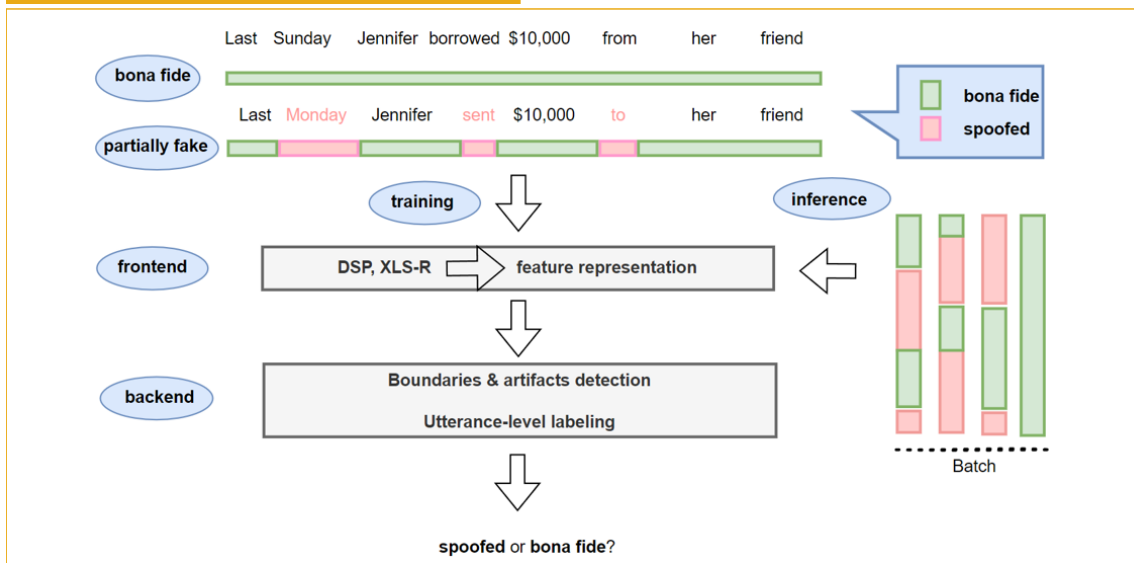 Last Sunday Jennifer borrowed $10,000 from her friend
bona fide
Last Monday Jennifer sent $10,000 to her friend
partially fake
bona fide
spoofed
training
inference
frontend
DSP, XLS-R feature representation
backend
Boundaries & artifacts detection
Utterance-level labeling
Batch
spoofed or bona fide?